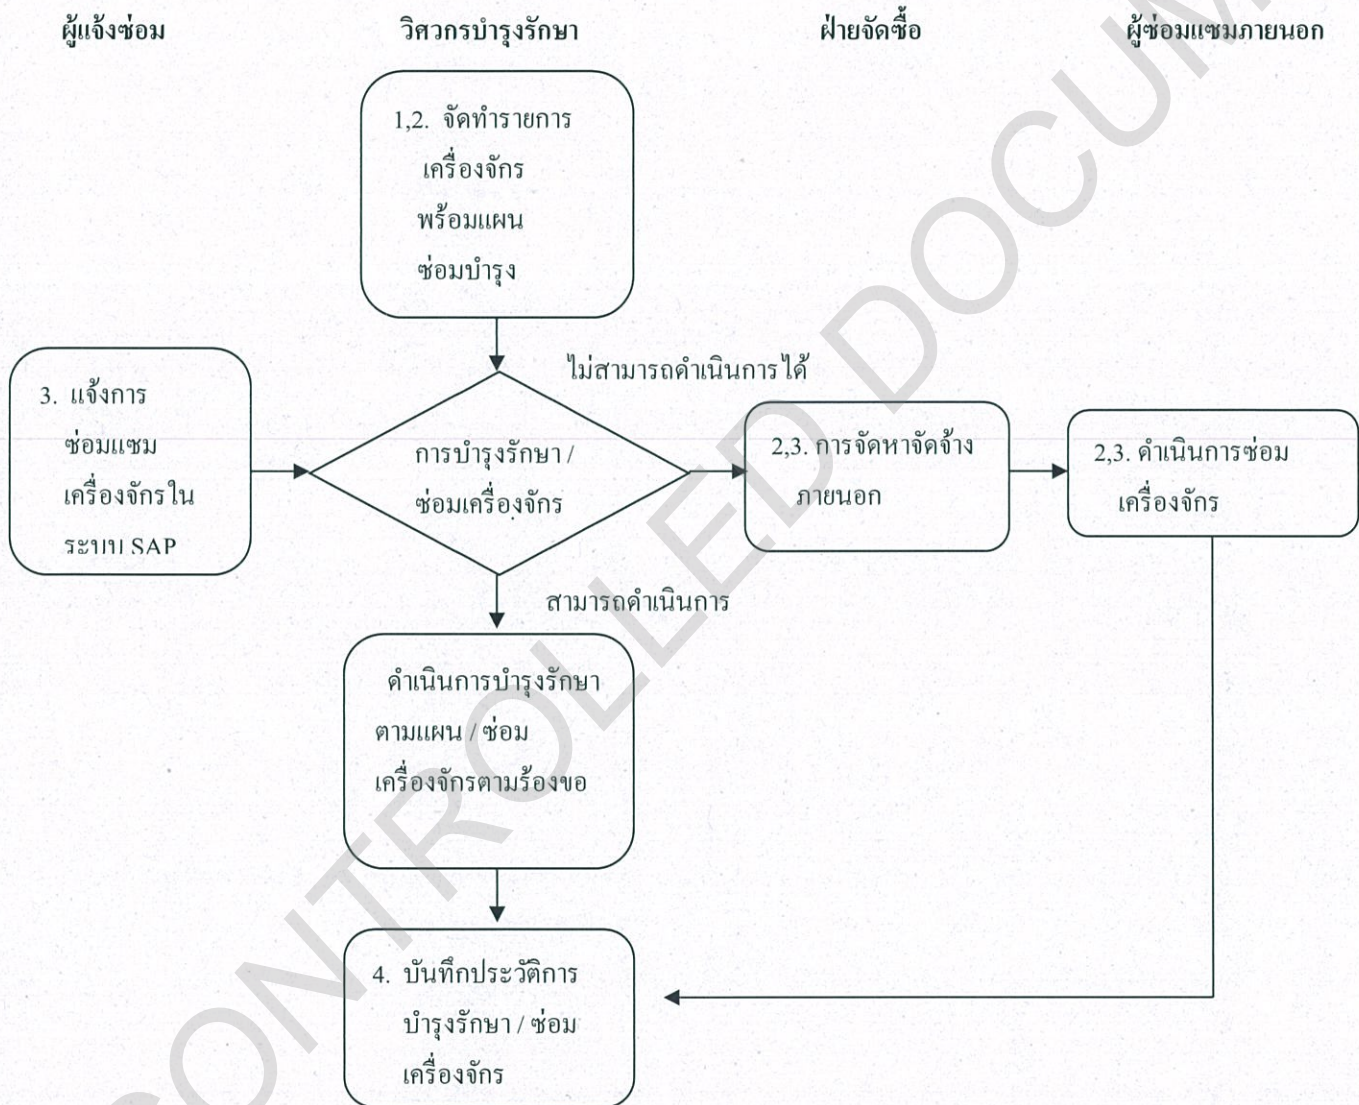 ผู้แจ้งซ่อม
วิศวกรบำรุงรักษา
ฝ่ายจัดซื้อ
ผู้ซ่อมแซมภายนอก
1,2. จัดทำรายการ
เครื่องจักร
พร้อมแผน
ซ่อมบำรุง
ไม่สามารถดำเนินการได้
3. แจ้งการ
ซ่อมแซม
เครื่องจักรใน
ระบบ SAP
การบำรุงรักษา /
ซ่อมเครื่องจักร
2,3. การจัดหาจัดจ้าง
ภายนอก
2,3. ดำเนินการซ่อม
เครื่องจักร
สามารถดำเนินการ
ดำเนินการบำรุงรักษา
ตามแผน / ซ่อม
เครื่องจักรตามร้องขอ
4. บันทึกประวัติการ
บำรุงรักษา / ซ่อม
เครื่องจักร
CONTROLLED DOCUM